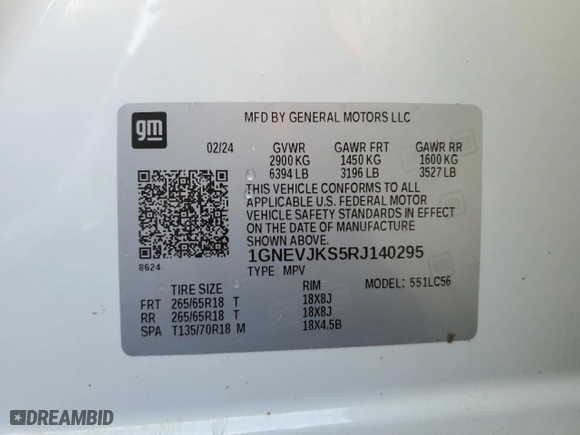 gm
MFD BY GENERAL MOTORS LLC
02/24 GVWR GAWR FRT GAWR RR
2900 KG 1450 KG 1600 KG
6394 LB 3196 LB 3527 LB
THIS VEHICLE CONFORMS TO ALL
APPLICABLE U.S. FEDERAL MOTOR
VEHICLE SAFETY STANDARDS IN EFFECT
ON THE DATE OF MANUFACTURE
SHOWN ABOVE.
1GNEVJKS5RJ140295
8624
TYPE MPV
MODEL: 551LC56
TIRE SIZE RIM
FRT 265/65R18 T 18X8J
RR 265/65R18 T 18X8J
SPA T135/70R18 M 18X4.5B
DREAMBID